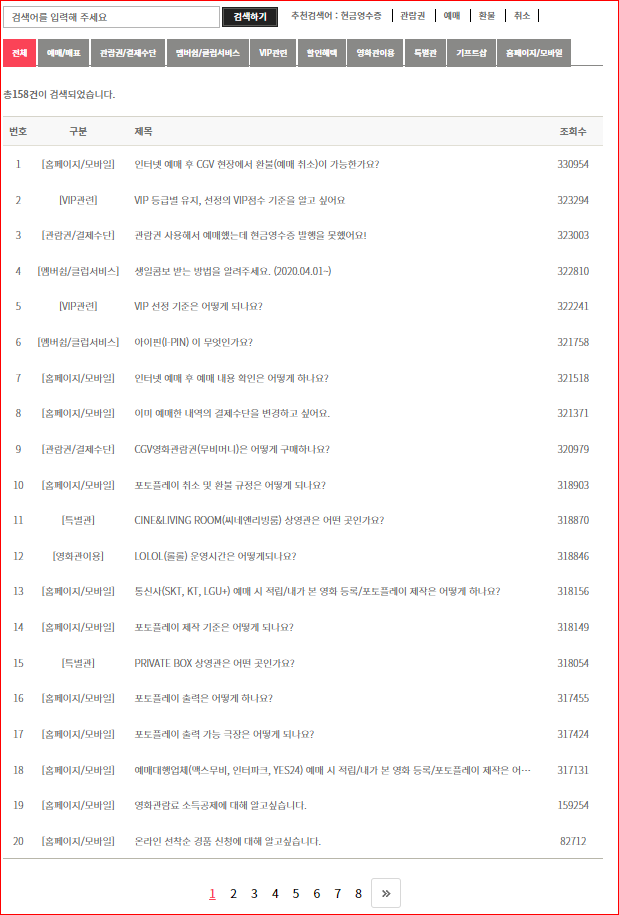 검색어를 입력해 주세요 검색하기 추천검색어 : 현금영수증 관람권 예매 환불 취소
전체 예매/매표 관람권/결제수단 멤버쉽/클럽서비스 VIP관련 할인혜택 영화관이용 특별관 기프트샵 홈페이지/모바일
총158건이 검색되었습니다.
번호 구분 제목 조회수
1 [홈페이지/모바일] 인터넷 예매 후 CGV 현장에서 환불(예매 취소)이 가능한가요? 330954
2 [VIP관련] VIP 등급별 유지, 선정의 VIP점수 기준을 알고 싶어요 323294
3 [관람권/결제수단] 관람권 사용해서 예매했는데 현금영수증 발행을 못했어요! 323003
4 [멤버쉽/클럽서비스] 생일콤보 받는 방법을 알려주세요. (2020.04.01~) 322810
5 [VIP관련] VIP 선정 기준은 어떻게 되나요? 322241
6 [멤버쉽/클럽서비스] 아이핀(I-PIN) 이 무엇인가요? 321758
7 [홈페이지/모바일] 인터넷 예매 후 예매 내용 확인은 어떻게 하나요? 321518
8 [홈페이지/모바일] 이미 예매한 내역의 결제수단을 변경하고 싶어요. 321371
9 [관람권/결제수단] CGV영화관람권(무비머니)은 어떻게 구매하나요? 320979
10 [홈페이지/모바일] 포토플레이 취소 및 환불 규정은 어떻게 되나요? 318903
11 [특별관] CINE&LIVING ROOM(씨네앤리빙룸) 상영관은 어떤 곳인가요? 318870
12 [영화관이용] LOLOL(롤롤) 운영시간은 어떻게되나요? 318846
13 [홈페이지/모바일] 통신사(SKT, KT, LGU+) 예매 시 적립/내가 본 영화 등록/포토플레이 제작은 어떻게 하나요? 318156
14 [홈페이지/모바일] 포토플레이 제작 기준은 어떻게 되나요? 318149
15 [특별관] PRIVATE BOX 상영관은 어떤 곳인가요? 318054
16 [홈페이지/모바일] 포토플레이 출력은 어떻게 하나요? 317455
17 [홈페이지/모바일] 포토플레이 출력 가능 극장은 어떻게 되나요? 317424
18 [홈페이지/모바일] 예매대행업체(맥스무비, 인터파크, YES24) 예매 시 적립/내가 본 영화 등록/포토플레이 제작은 어… 317131
19 [홈페이지/모바일] 영화관람료 소득공제에 대해 알고싶습니다. 159254
20 [홈페이지/모바일] 온라인 선착순 경품 신청에 대해 알고싶습니다. 82712
1 2 3 4 5 6 7 8 »